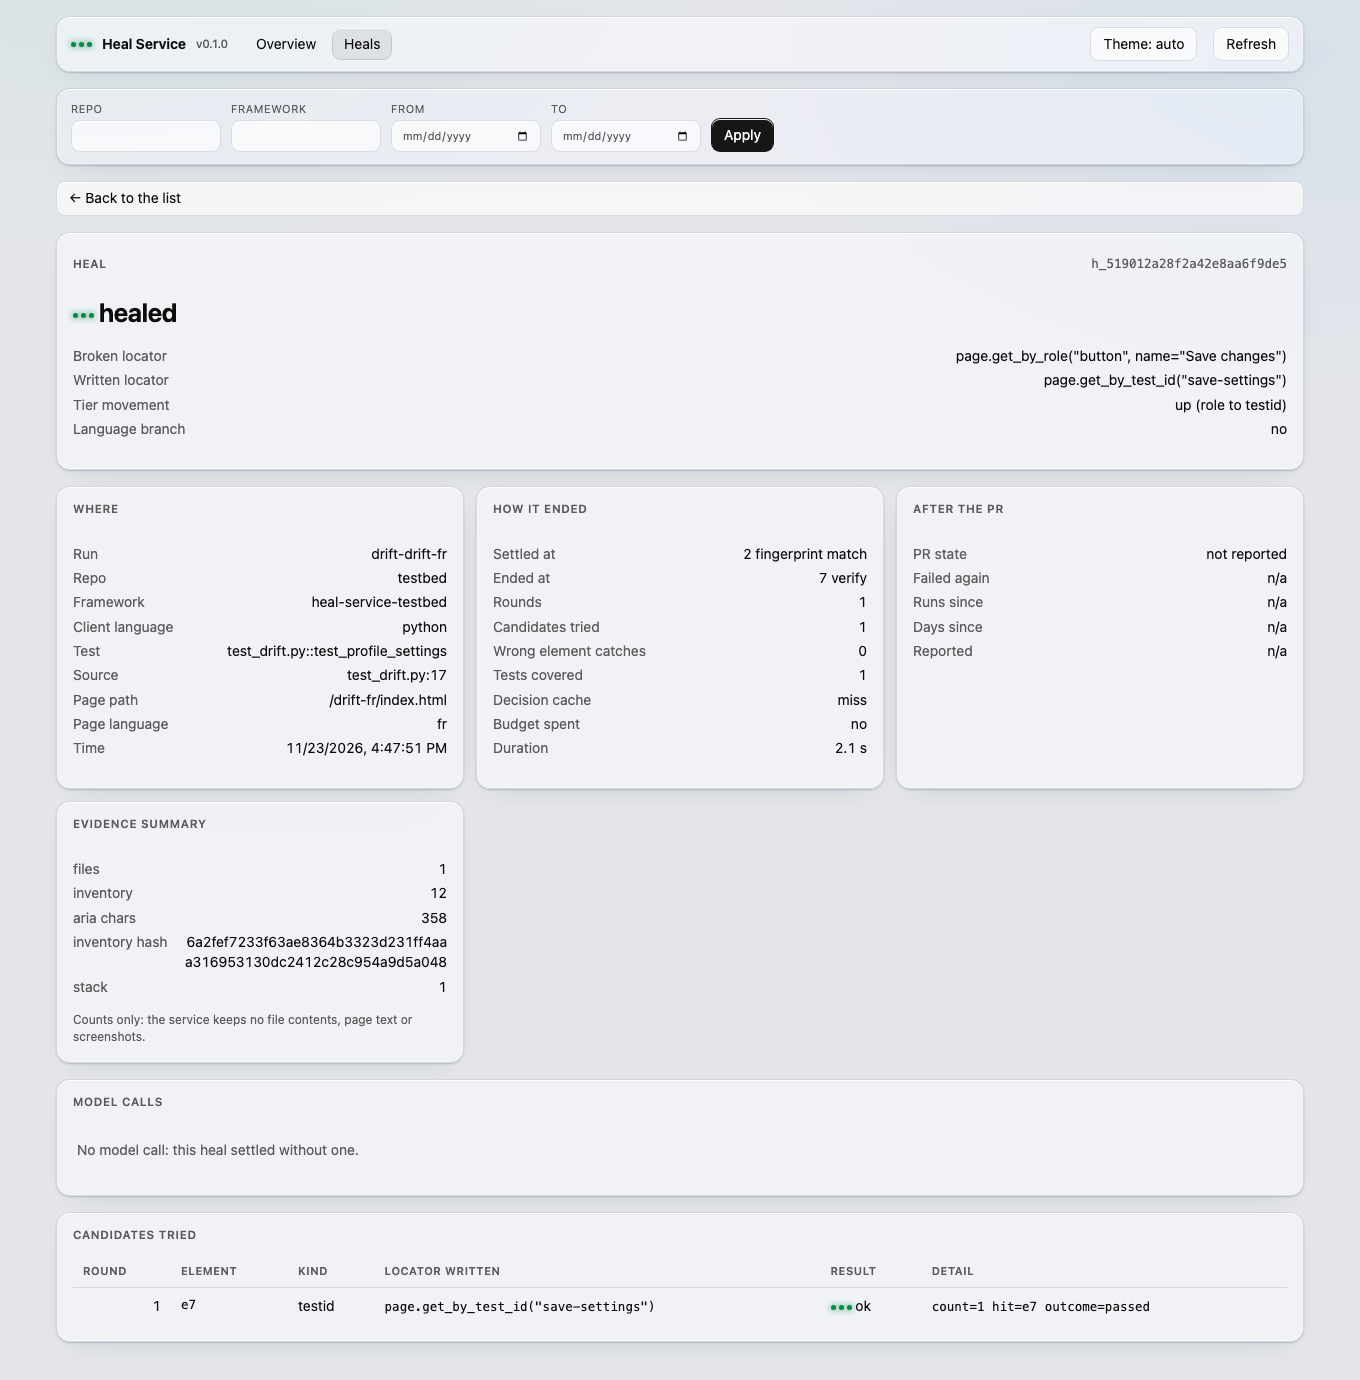 Heal Service v0.1.0 Overview Heals Theme: auto Refresh
REPO FRAMEWORK FROM TO
mm/dd/yyyy mm/dd/yyyy Apply
← Back to the list
HEAL h_519012a28f2a42e8aa6f9de5
healed
Broken locator page.get_by_role("button", name="Save changes")
Written locator page.get_by_test_id("save-settings")
Tier movement up (role to testid)
Language branch no
WHERE
Run drift-drift-fr
Repo testbed
Framework heal-service-testbed
Client language python
Test test_drift.py::test_profile_settings
Source test_drift.py:17
Page path /drift-fr/index.html
Page language fr
Time 11/23/2026, 4:47:51 PM
HOW IT ENDED
Settled at 2 fingerprint match
Ended at 7 verify
Rounds 1
Candidates tried 1
Wrong element catches 0
Tests covered 1
Decision cache miss
Budget spent no
Duration 2.1 s
AFTER THE PR
PR state not reported
Failed again n/a
Runs since n/a
Days since n/a
Reported n/a
EVIDENCE SUMMARY
files 1
inventory 12
aria chars 358
inventory hash 6a2fef7233f63ae8364b3323d231ff4aa
a316953130dc2412c28c954a9d5a048
stack 1
Counts only: the service keeps no file contents, page text or
screenshots.
MODEL CALLS
No model call: this heal settled without one.
CANDIDATES TRIED
ROUND ELEMENT KIND LOCATOR WRITTEN RESULT DETAIL
1 e7 testid page.get_by_test_id("save-settings") ok count=1 hit=e7 outcome=passed